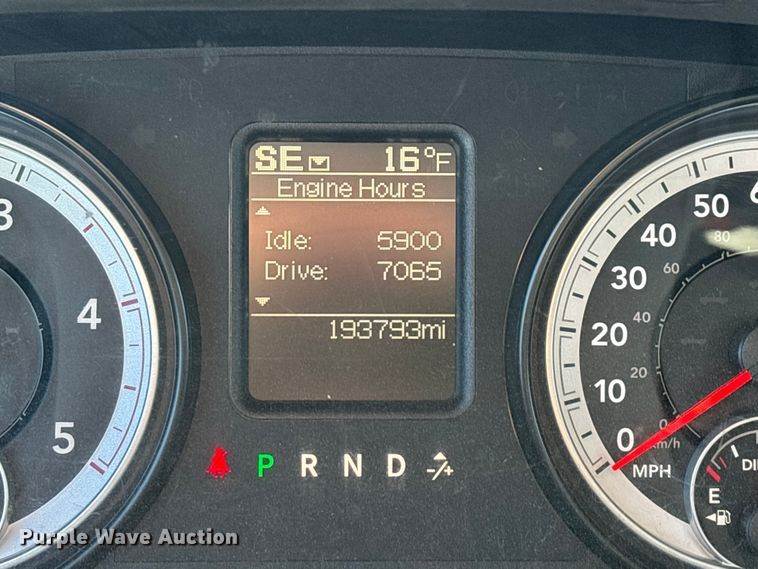 SE 16°F
Engine Hours
Idle: 5900
Drive: 7065
193793mi
P R N D -/+
3
4
5
0
10
20
30
40
50
MPH
0
20
40
60
80
km/h
E
Purple Wave Auction